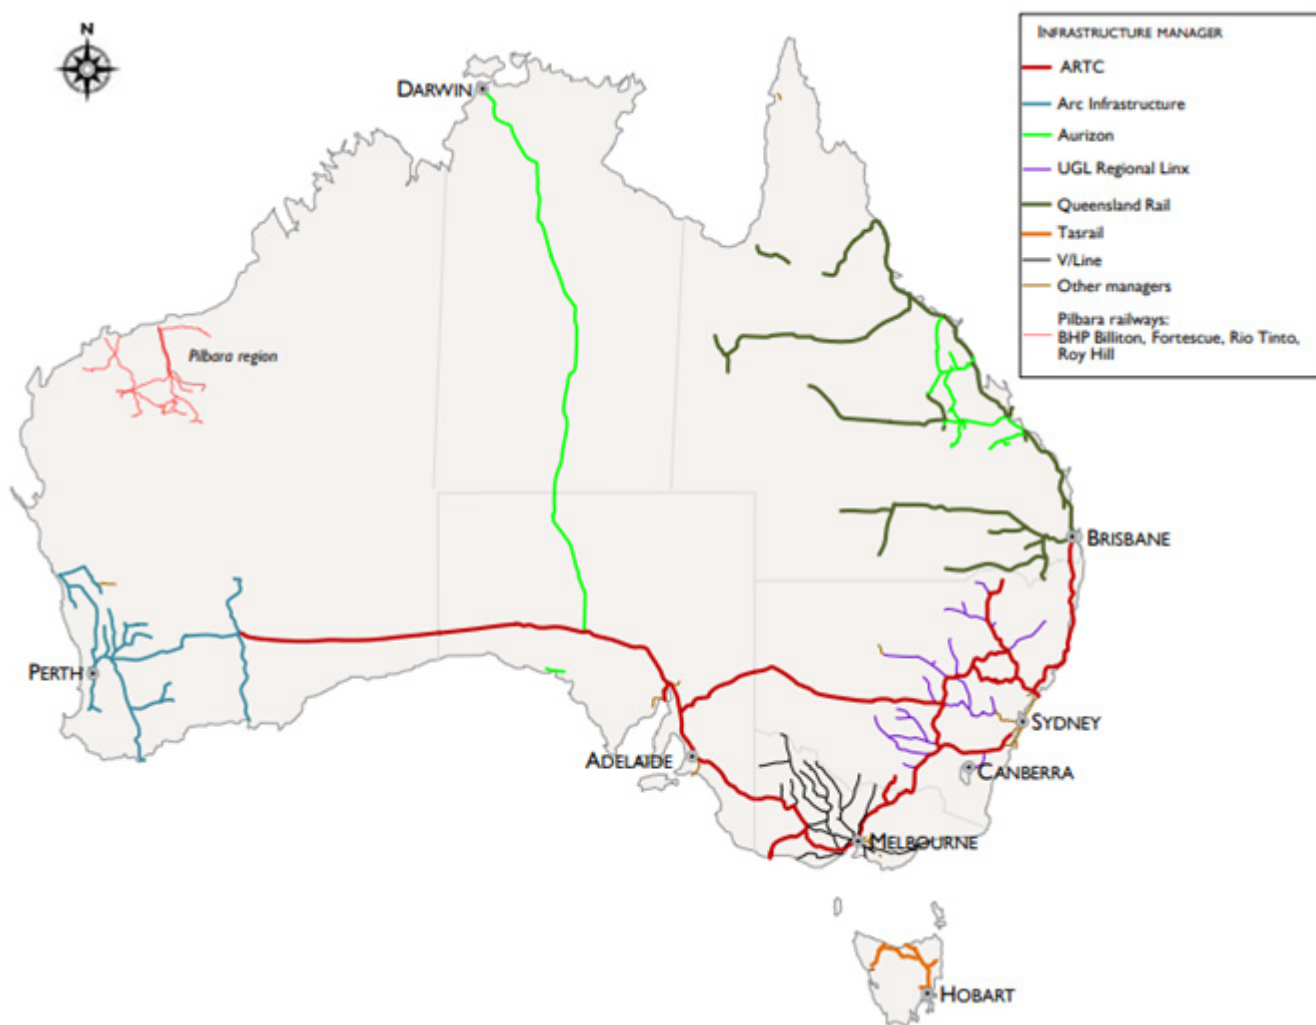 N
INFRASTRUCTURE MANAGER
ARTC
Arc Infrastructure
Aurizon
UGL Regional Linx
Queensland Rail
Tasrail
V/Line
Other managers
Pilbara railways:
BHP Billiton, Fortescue, Rio Tinto,
Roy Hill
DARWIN
Pilbara region
BRISBANE
PERTH
SYDNEY
ADELAIDE
CANBERRA
MELBOURNE
HOBART